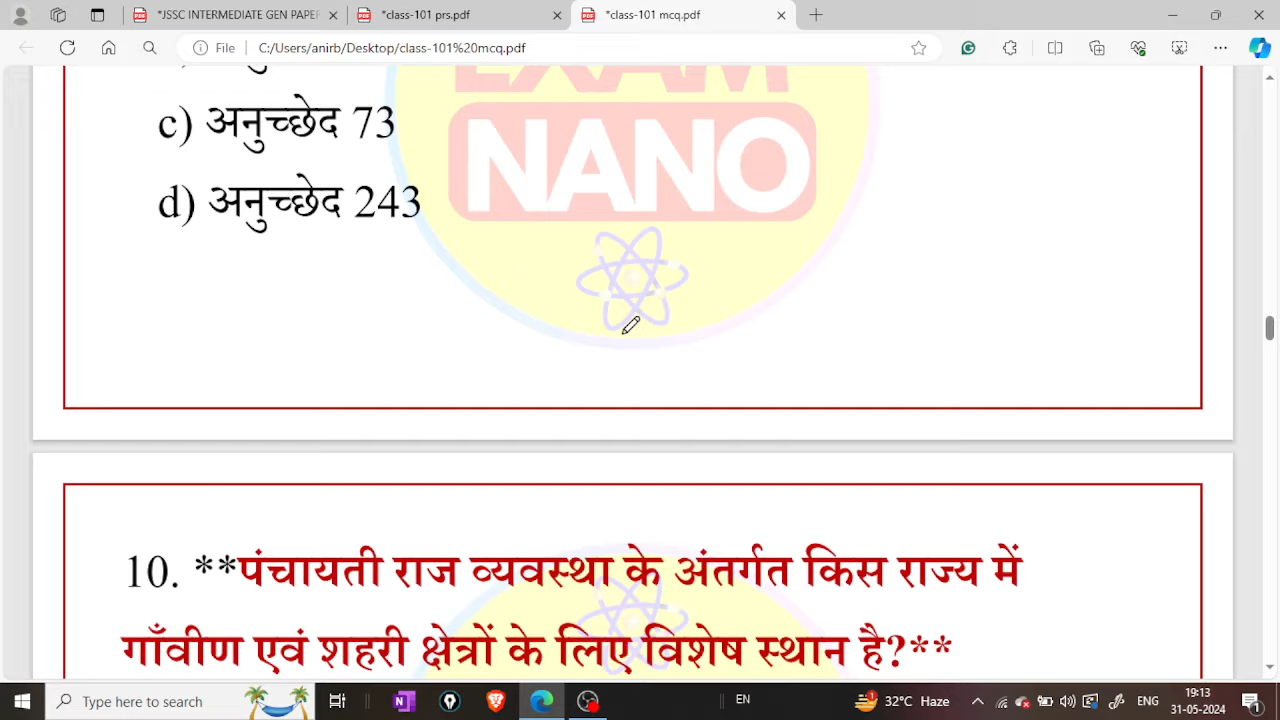 *JSSC INTERMEDIATE GEN PAPER
*class-101 prs.pdf
*class-101 mcq.pdf
File
C:/Users/anirb/Desktop/class-101%20mcq.pdf
EXAM
NANO
c) अनुच्छेद 73
d) अनुच्छेद 243
10. **पंचायती राज व्यवस्था के अंतर्गत किस राज्य में
गाँवीण एवं शहरी क्षेत्रों के लिए विशेष स्थान है?**
Type here to search
EN
32°C Haze
ENG
19:13
31-05-2024